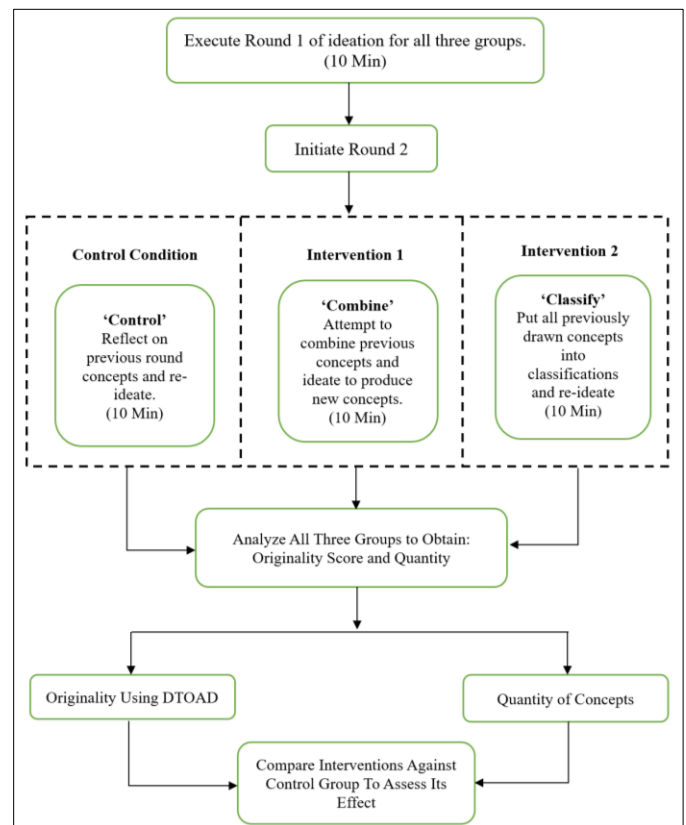 Execute Round 1 of ideation for all three groups.
(10 Min)
Initiate Round 2
Control Condition
‘Control’
Reflect on
previous round
concepts and re-
ideate.
(10 Min)
Intervention 1
‘Combine’
Attempt to
combine previous
concepts and
ideate to produce
new concepts.
(10 Min)
Intervention 2
‘Classify’
Put all previously
drawn concepts
into
classifications
and re-ideate
(10 Min)
Analyze All Three Groups to Obtain:
Originality Score and Quantity
Originality Using DTOAD
Quantity of Concepts
Compare Interventions Against
Control Group To Assess Its
Effect